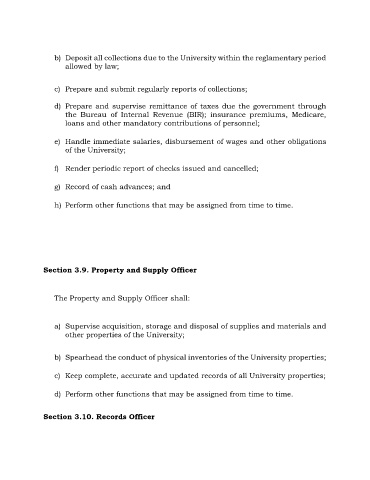 b) Deposit all collections due to the University within the reglamentary period
allowed by law;
c) Prepare and submit regularly reports of collections;
d) Prepare and supervise remittance of taxes due the government through
the Bureau of Internal Revenue (BIR); insurance premiums, Medicare,
loans and other mandatory contributions of personnel;
e) Handle immediate salaries, disbursement of wages and other obligations
of the University;
f) Render periodic report of checks issued and cancelled;
g) Record of cash advances; and
h) Perform other functions that may be assigned from time to time.
Section 3.9. Property and Supply Officer
The Property and Supply Officer shall:
a) Supervise acquisition, storage and disposal of supplies and materials and
other properties of the University;
b) Spearhead the conduct of physical inventories of the University properties;
c) Keep complete, accurate and updated records of all University properties;
d) Perform other functions that may be assigned from time to time.
Section 3.10. Records Officer